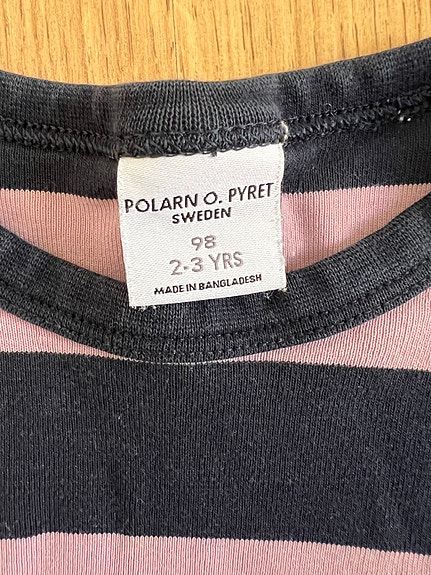 POLARN O. PYRET
SWEDEN
98
2-3 YRS
MADE IN BANGLADESH